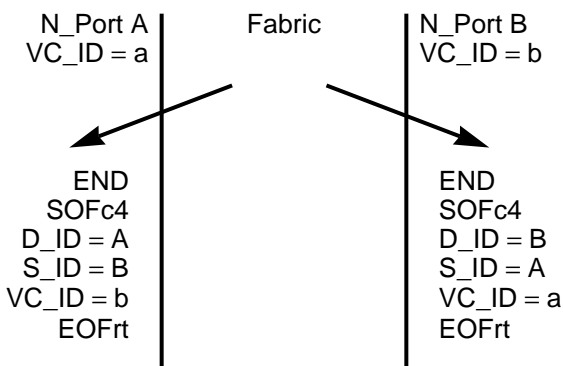 N_Port A
VC_ID = a
Fabric
N_Port B
VC_ID = b
END
SOFc4
D_ID = A
S_ID = B
VC_ID = b
EOFrt
END
SOFc4
D_ID = B
S_ID = A
VC_ID = a
EOFrt